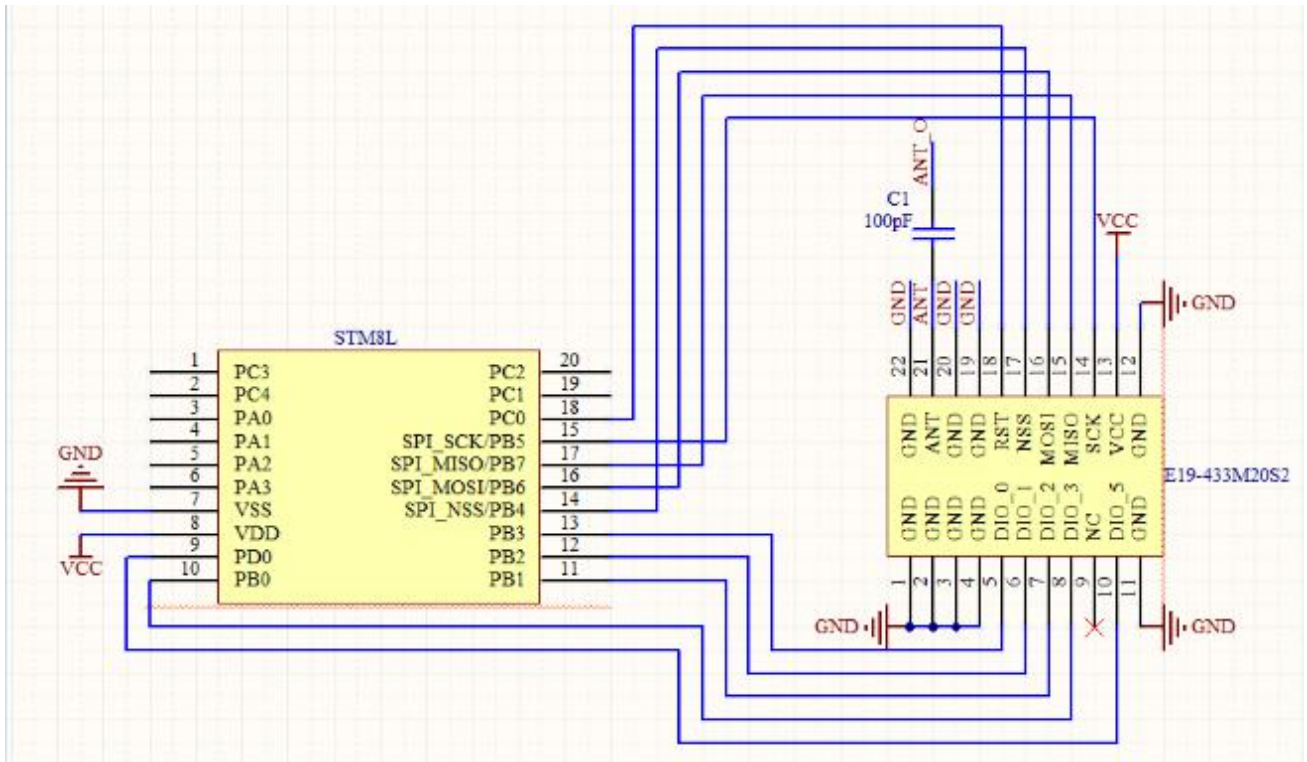 ANT_O
C1
100pF
VCC
GND
ANT
GND
GND
GND
22
21
20
19
18
17
16
15
14
13
12
GND
ANT
GND
GND
RST
NSS
MOSI
MISO
SCK
VCC
GND
E19-433M20S2
GND
GND
GND
GND
DIO_0
DIO_1
DIO_2
DIO_3
NC
DIO_5
GND
1
2
3
4
5
6
7
8
9
10
11
GND
GND
STM8L
1 PC3 PC2 20
2 PC4 PC1 19
3 PA0 PC0 18
4 PA1 SPI_SCK/PB5 15
5 PA2 SPI_MISO/PB7 17
6 PA3 SPI_MOSI/PB6 16
7 VSS SPI_NSS/PB4 14
8 VDD PB3 13
9 PD0 PB2 12
10 PB0 PB1 11
GND
VCC